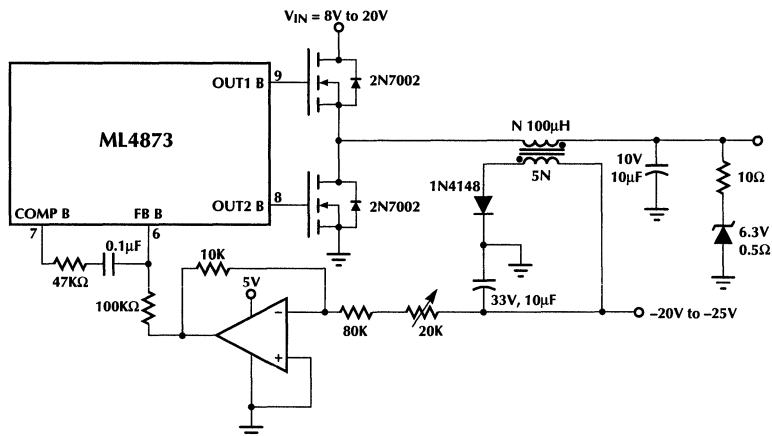 V_IN = 8V to 20V
OUT1 B 9
2N7002
ML4873
N 100µH
5N
10V
10µF
10Ω
1N4148
6.3V
0.5Ω
OUT2 B 8
2N7002
COMP B
FB B
7
6
0.1µF
47KΩ
10K
33V, 10µF
100KΩ
5V
–
+
80K
20K
–20V to –25V